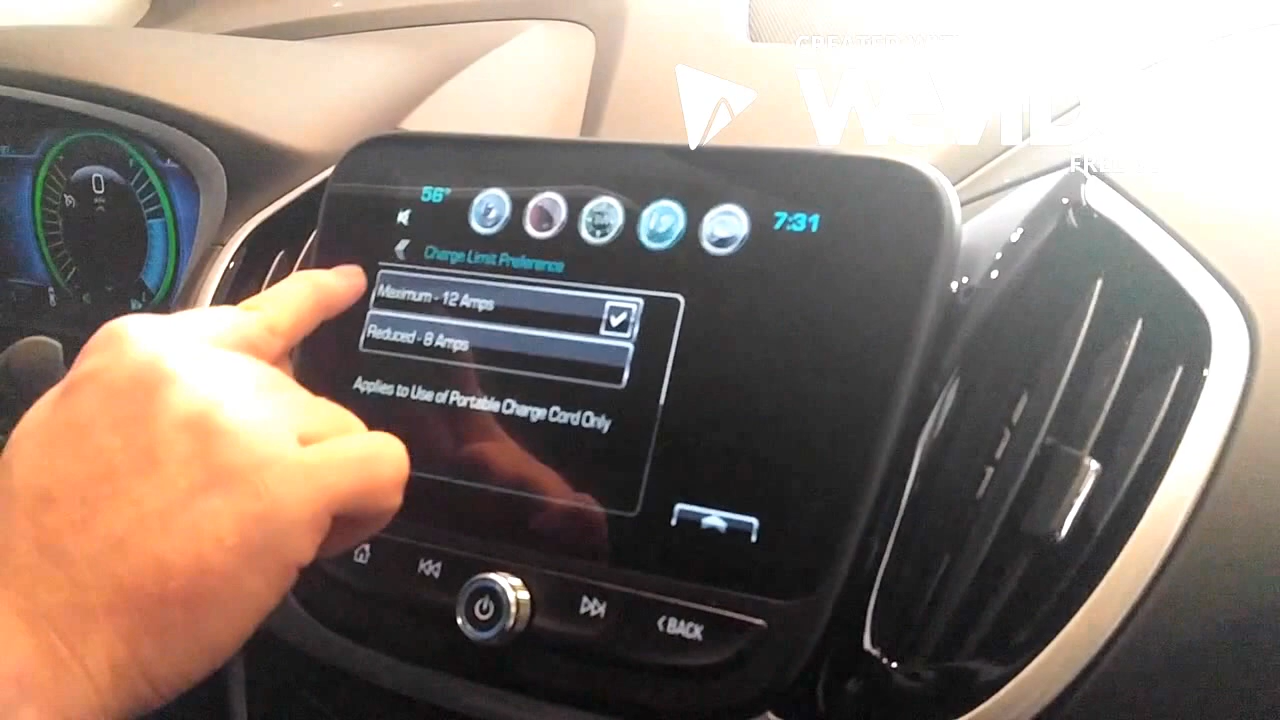 0
56°
7:31
Charge Limit Preference
Maximum - 12 Amps
Reduced - 8 Amps
Applies to Use of Portable Charge Cord Only
BACK